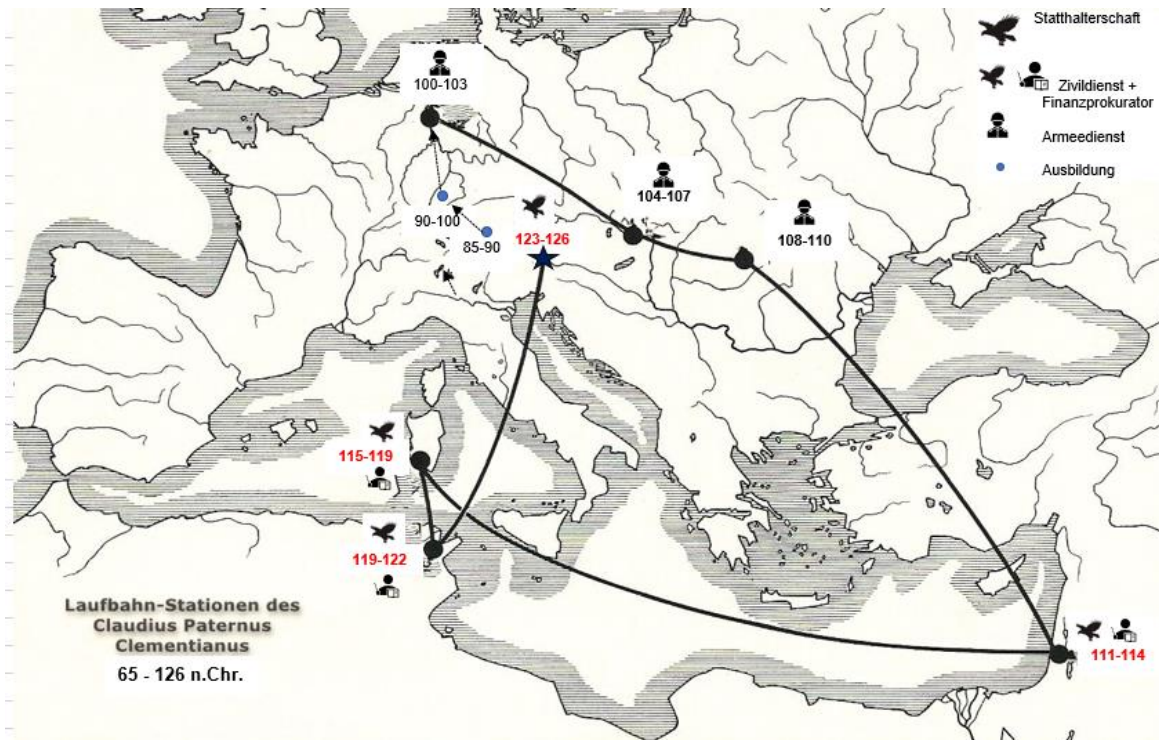 Statthalterschaft
Zivildienst +
Finanzprokurator
Armeedienst
Ausbildung
100-103
104-107
108-110
90-100
85-90
123-126
115-119
119-122
111-114
Laufbahn-Stationen des
Claudius Paternus
Clementianus
65 - 126 n.Chr.